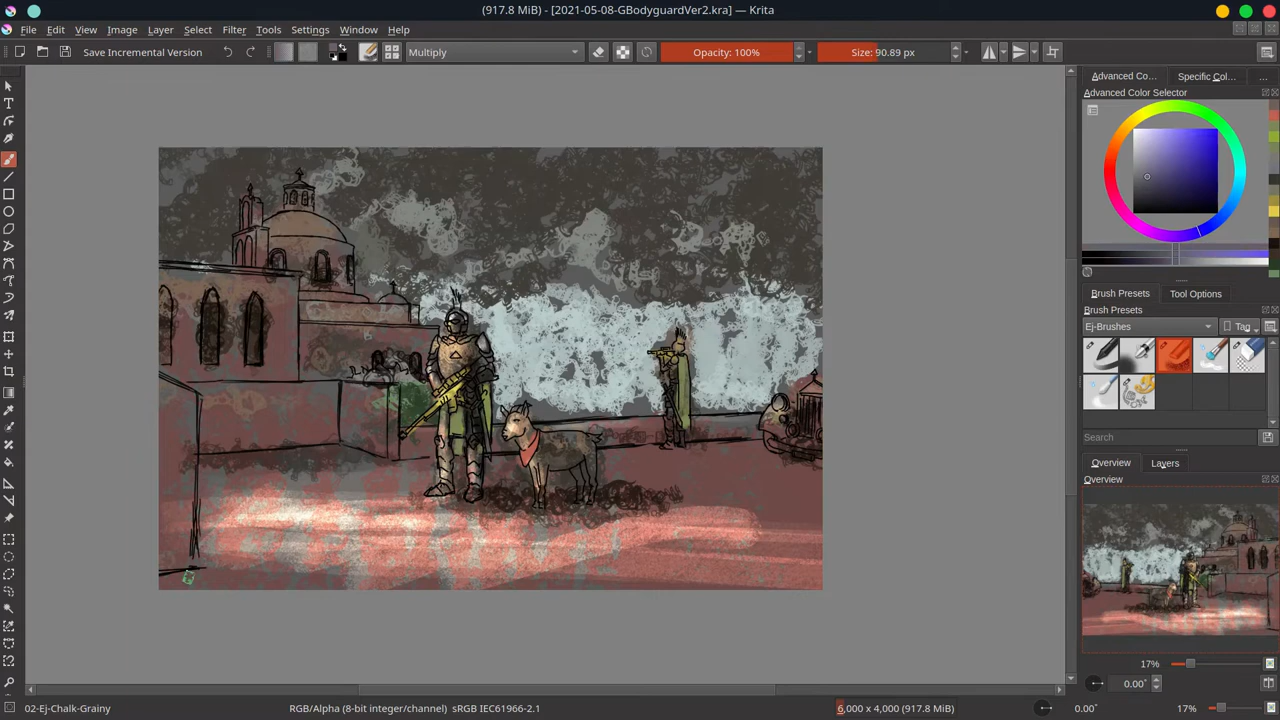 (917.8 MiB) - [2021-05-08-GBodyguardVer2.kra] — Krita
File Edit View Image Layer Select Filter Tools Settings Window Help
Save Incremental Version Multiply Opacity: 100% Size: 90.89 px
Advanced Co... Specific Col... ...
Advanced Color Selector
Brush Presets Tool Options
Brush Presets
Ej-Brushes Tag
Search
Overview Layers
Overview
17%
0.00°
02-Ej-Chalk-Grainy RGB/Alpha (8-bit integer/channel) sRGB IEC61966-2.1 6,000 x 4,000 (917.8 MiB) 0.00° 17%